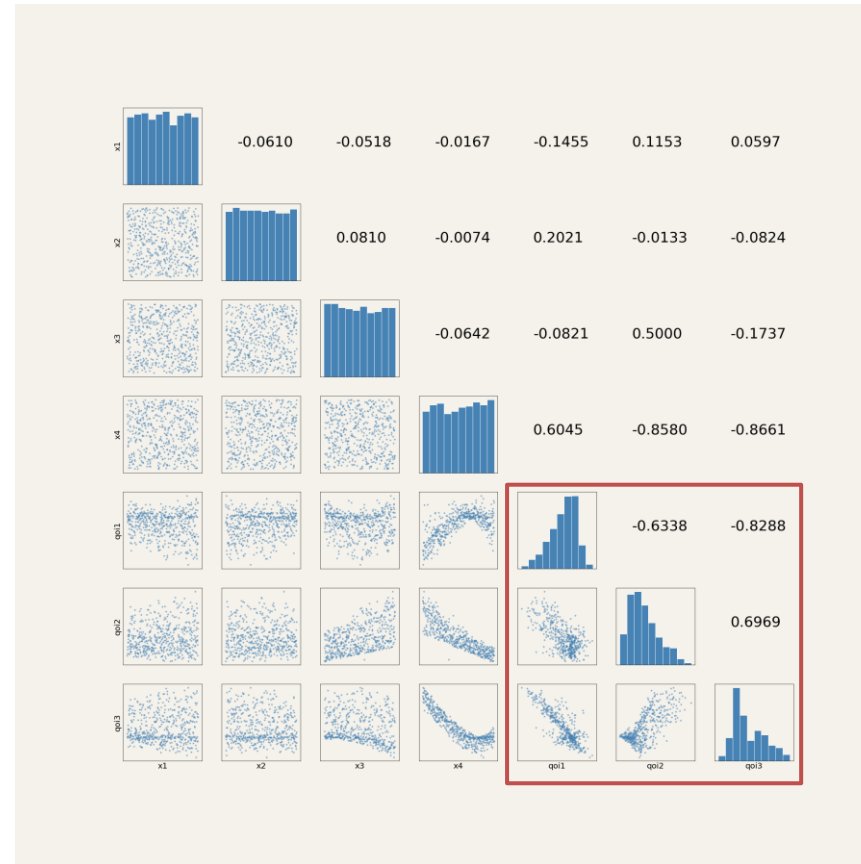 x1
-0.0610 -0.0518 -0.0167 -0.1455 0.1153 0.0597
x2
0.0810 -0.0074 0.2021 -0.0133 -0.0824
x3
-0.0642 -0.0821 0.5000 -0.1737
x4
0.6045 -0.8580 -0.8661
qoi1
-0.6338 -0.8288
qoi2
0.6969
qoi3
x1 x2 x3 x4 qoi1 qoi2 qoi3